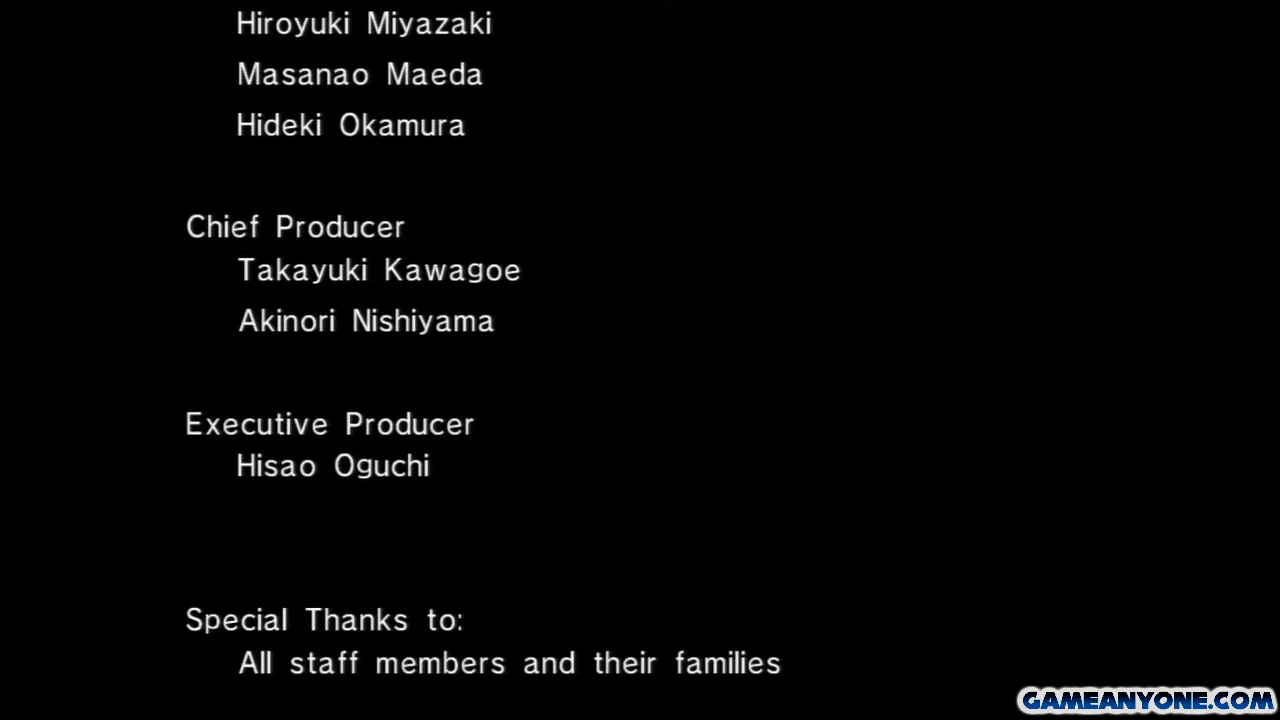 Hiroyuki Miyazaki
Masanao Maeda
Hideki Okamura
Chief Producer
Takayuki Kawagoe
Akinori Nishiyama
Executive Producer
Hisao Oguchi
Special Thanks to:
All staff members and their families
GAMEANYONE.COM